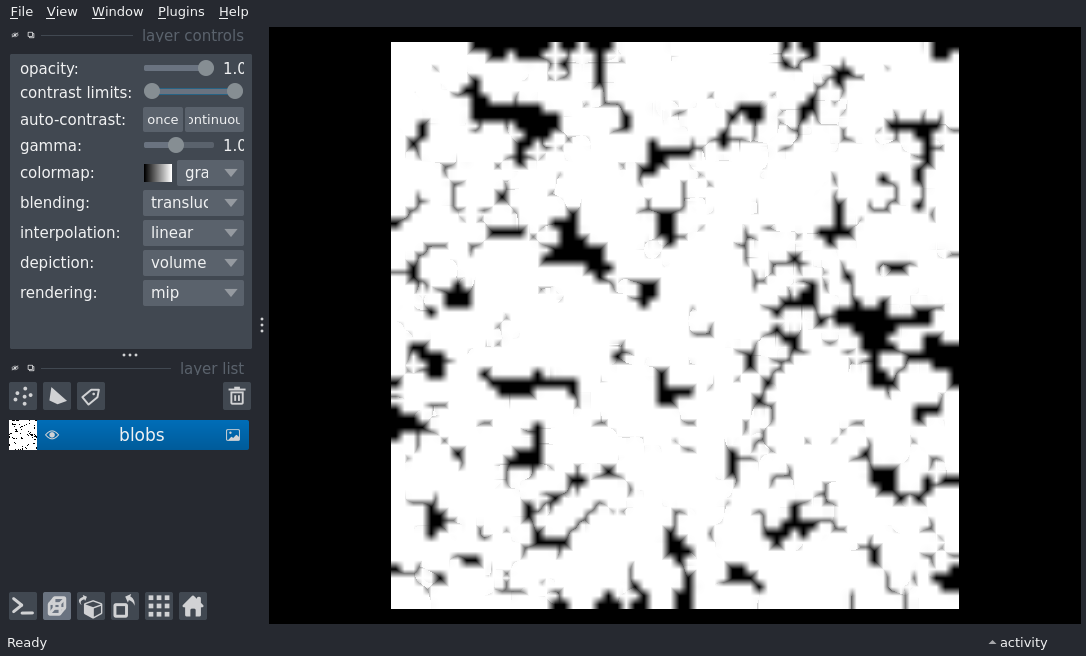 File View Window Plugins Help
layer controls
opacity: 1.0
contrast limits:
auto-contrast: once ontinuou
gamma: 1.0
colormap: gra
blending: transluc
interpolation: linear
depiction: volume
rendering: mip
layer list
blobs
Ready activity